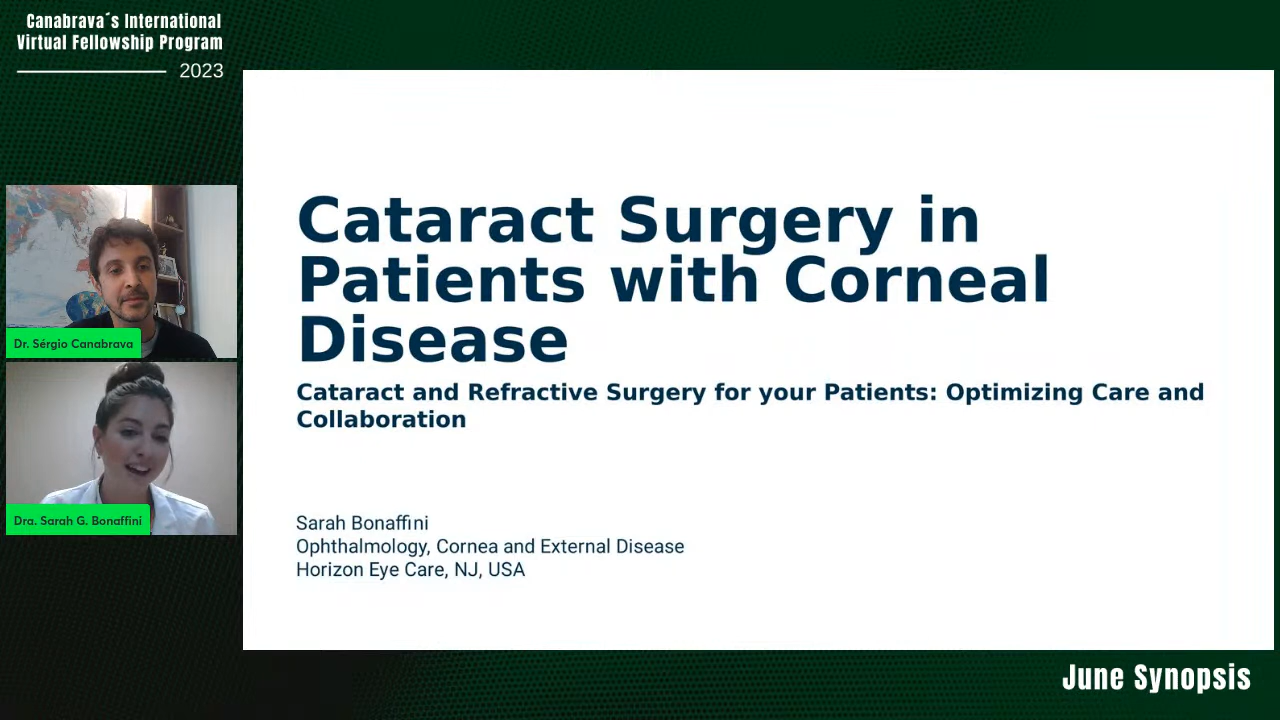 Canabrava´s International
Virtual Fellowship Program
2023
Dr. Sérgio Canabrava
Dra. Sarah G. Bonaffini
Cataract Surgery in
Patients with Corneal
Disease
Cataract and Refractive Surgery for your Patients: Optimizing Care and
Collaboration
Sarah Bonaffini
Ophthalmology, Cornea and External Disease
Horizon Eye Care, NJ, USA
June Synopsis